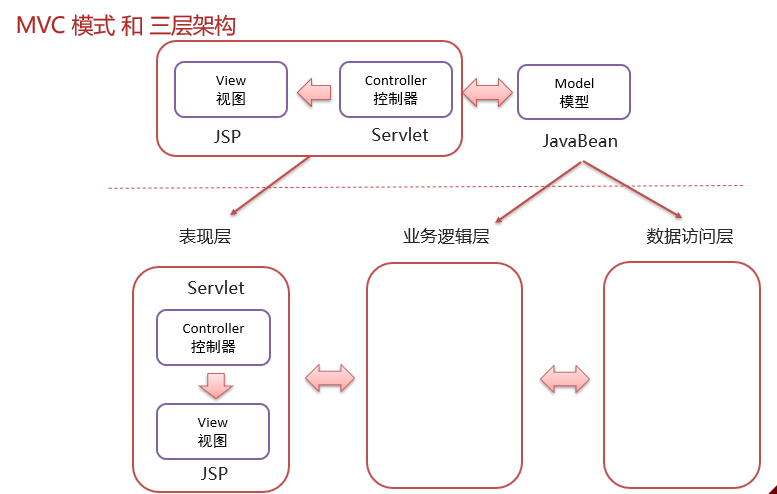 MVC 模式 和 三层架构
View
视图
JSP
Controller
控制器
Servlet
Model
模型
JavaBean
表现层
业务逻辑层
数据访问层
Servlet
Controller
控制器
View
视图
JSP